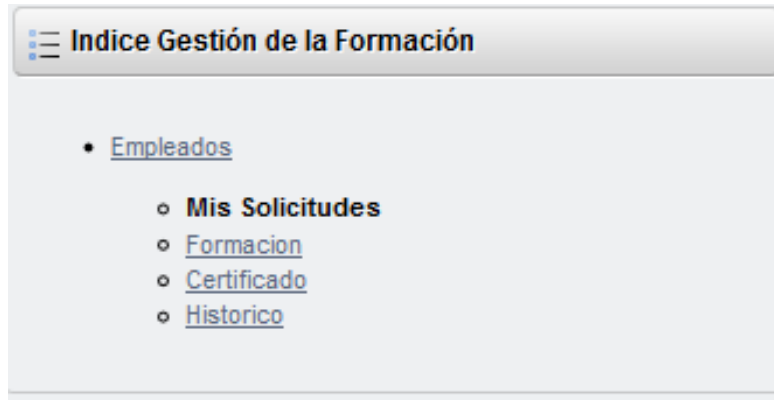 Indice Gestión de la Formación
Empleados
Mis Solicitudes
Formacion
Certificado
Historico